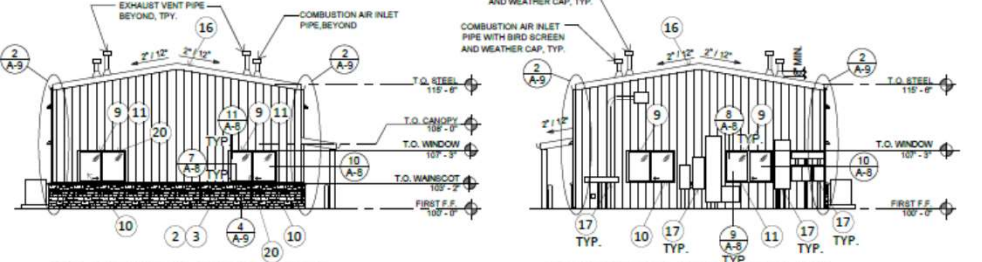 EXHAUST VENT PIPE
BEYOND, TPY.
COMBUSTION AIR INLET
PIPE,BEYOND
16
2" / 12"
2" / 12"
2
A-9
2
A-9
T.O. STEEL
115'- 6"
9
11
20
11
A-8
TYP.
9
11
T.O. CANOPY
108'- 0"
T.O. WINDOW
107'- 3"
7
A-8
TYP.
10
A-8
T.O. WAINSCOT
103'- 2"
FIRST F.F.
100'- 0"
10
2
3
4
A-9
20
10
AND WEATHER CAP, TYP.
COMBUSTION AIR INLET
PIPE WITH BIRD SCREEN
AND WEATHER CAP, TYP.
16
2" / 12"
2" / 12"
MIN.
2
A-9
2
A-9
T.O. STEEL
115'- 6"
2" / 12"
9
8
A-8
TYP.
9
T.O. WINDOW
107'- 3"
10
A-8
FIRST F.F.
100'- 0"
17
TYP.
10
17
TYP.
9
A-8
TYP.
11
17
TYP.
17
TYP.